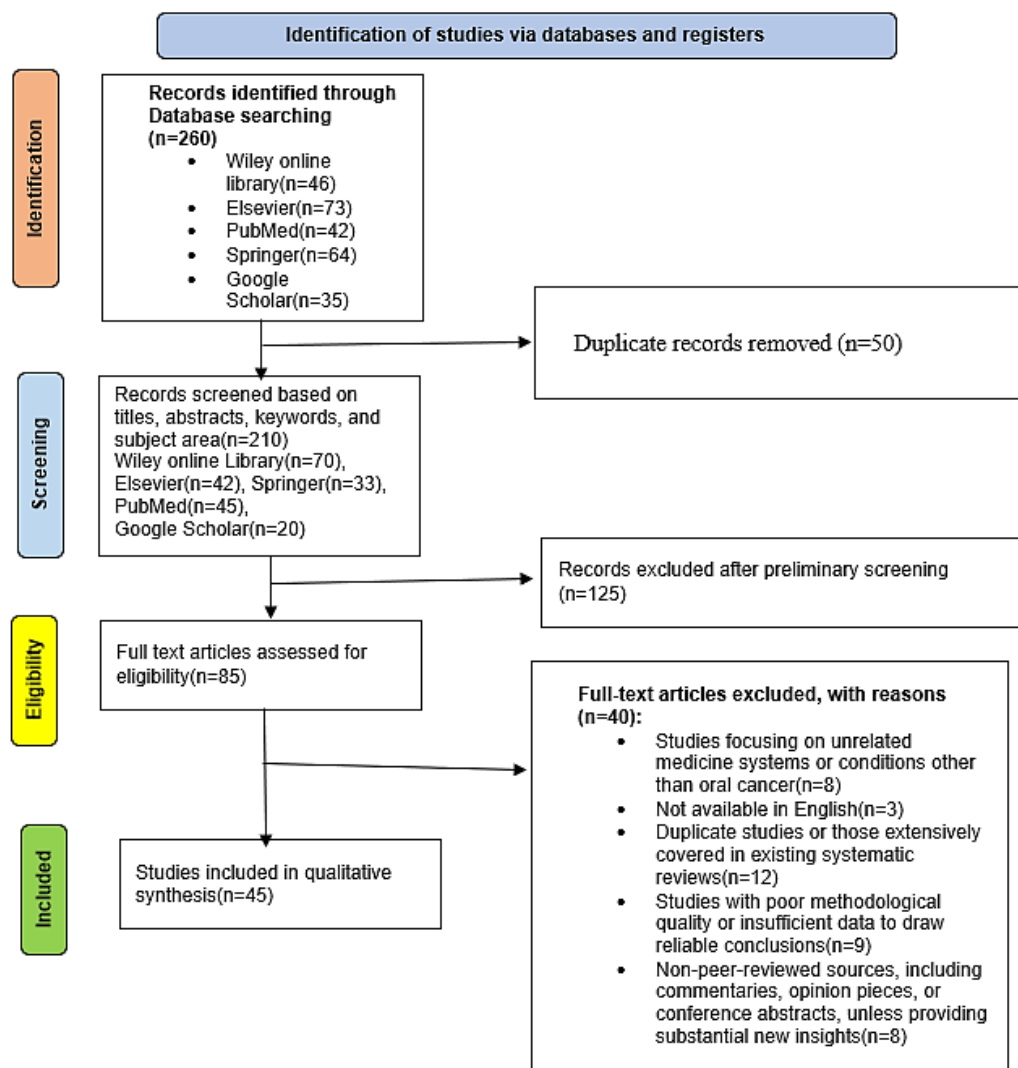 Identification of studies via databases and registers
Identification
Records identified through
Database searching
(n=260)
• Wiley online
library(n=46)
• Elsevier(n=73)
• PubMed(n=42)
• Springer(n=64)
• Google
Scholar(n=35)
Duplicate records removed (n=50)
Screening
Records screened based on
titles, abstracts, keywords, and
subject area(n=210)
Wiley online Library(n=70),
Elsevier(n=42), Springer(n=33),
PubMed(n=45),
Google Scholar(n=20)
Records excluded after preliminary screening
(n=125)
Eligibility
Full text articles assessed for
eligibility(n=85)
Full-text articles excluded, with reasons
(n=40):
• Studies focusing on unrelated
medicine systems or conditions other
than oral cancer(n=8)
• Not available in English(n=3)
• Duplicate studies or those extensively
covered in existing systematic
reviews(n=12)
• Studies with poor methodological
quality or insufficient data to draw
reliable conclusions(n=9)
• Non-peer-reviewed sources, including
commentaries, opinion pieces, or
conference abstracts, unless providing
substantial new insights(n=8)
Included
Studies included in qualitative
synthesis(n=45)